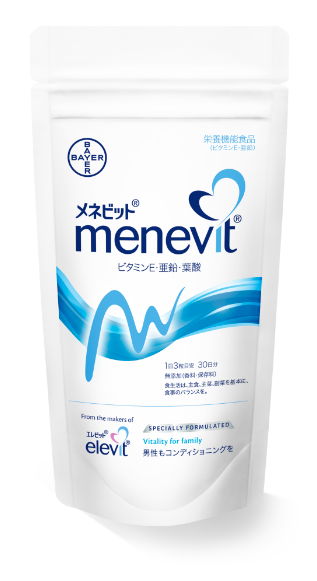 栄養機能食品
(ビタミンE・亜鉛)
BAYER
BAYER
メネビット®
menevit®
ビタミンE・亜鉛・葉酸
1日3粒目安 30日分
無添加(香料・保存料)
食生活は、主食、主菜、副菜を基本に、
食事のバランスを。
From the makers of
エレビット®
elevit
SPECIALLY FORMULATED
Vitality for family
男性もコンディショニングを